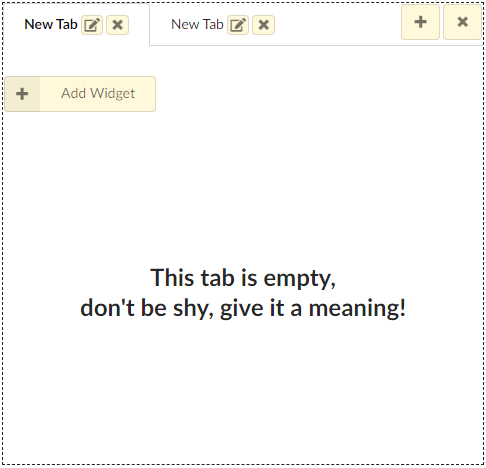 New Tab
New Tab
Add Widget
This tab is empty,
don't be shy, give it a meaning!